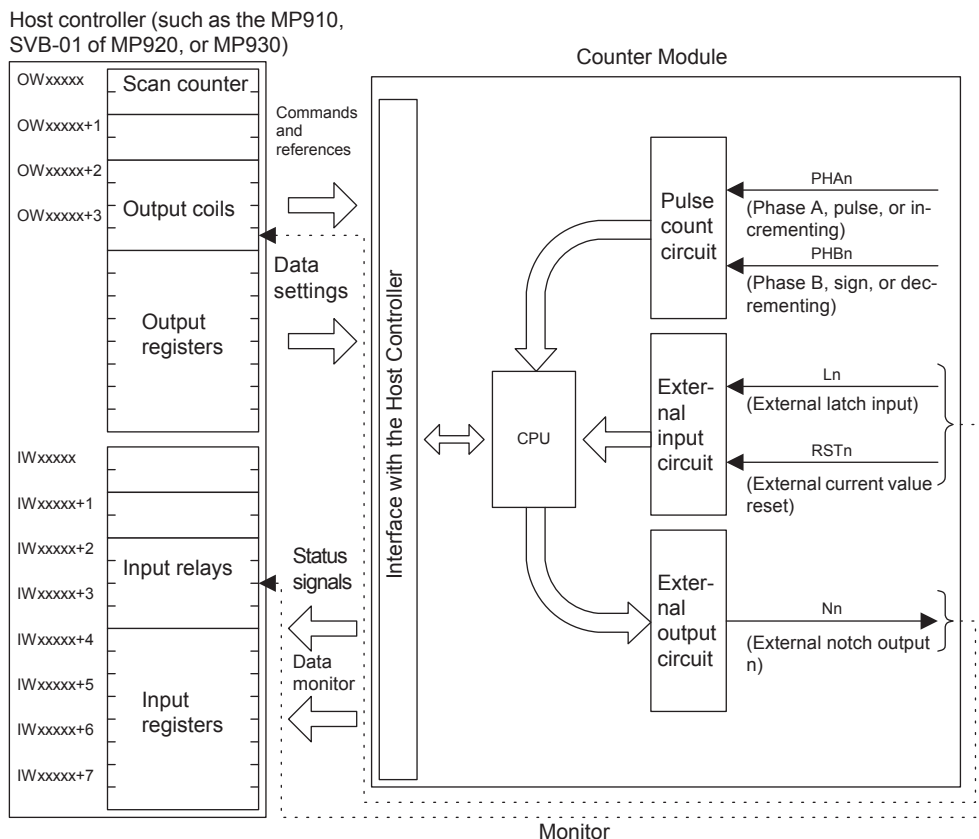 Host controller (such as the MP910,
SVB-01 of MP920, or MP930)
OWxxxxx
Scan counter
OWxxxxx+1
OWxxxxx+2
OWxxxxx+3
Output coils
Output
registers
IWxxxxx
IWxxxxx+1
IWxxxxx+2
Input relays
IWxxxxx+3
IWxxxxx+4
IWxxxxx+5
Input
registers
IWxxxxx+6
IWxxxxx+7
Commands
and
references
Data
settings
Status
signals
Data
monitor
Counter Module
Interface with the Host Controller
CPU
Pulse
count
circuit
PHAn
(Phase A, pulse, or in-
crementing)
PHBn
(Phase B, sign, or dec-
rementing)
Exter-
nal
input
circuit
Ln
(External latch input)
RSTn
(External current value
reset)
Exter-
nal
output
circuit
Nn
(External notch output
n)
Monitor